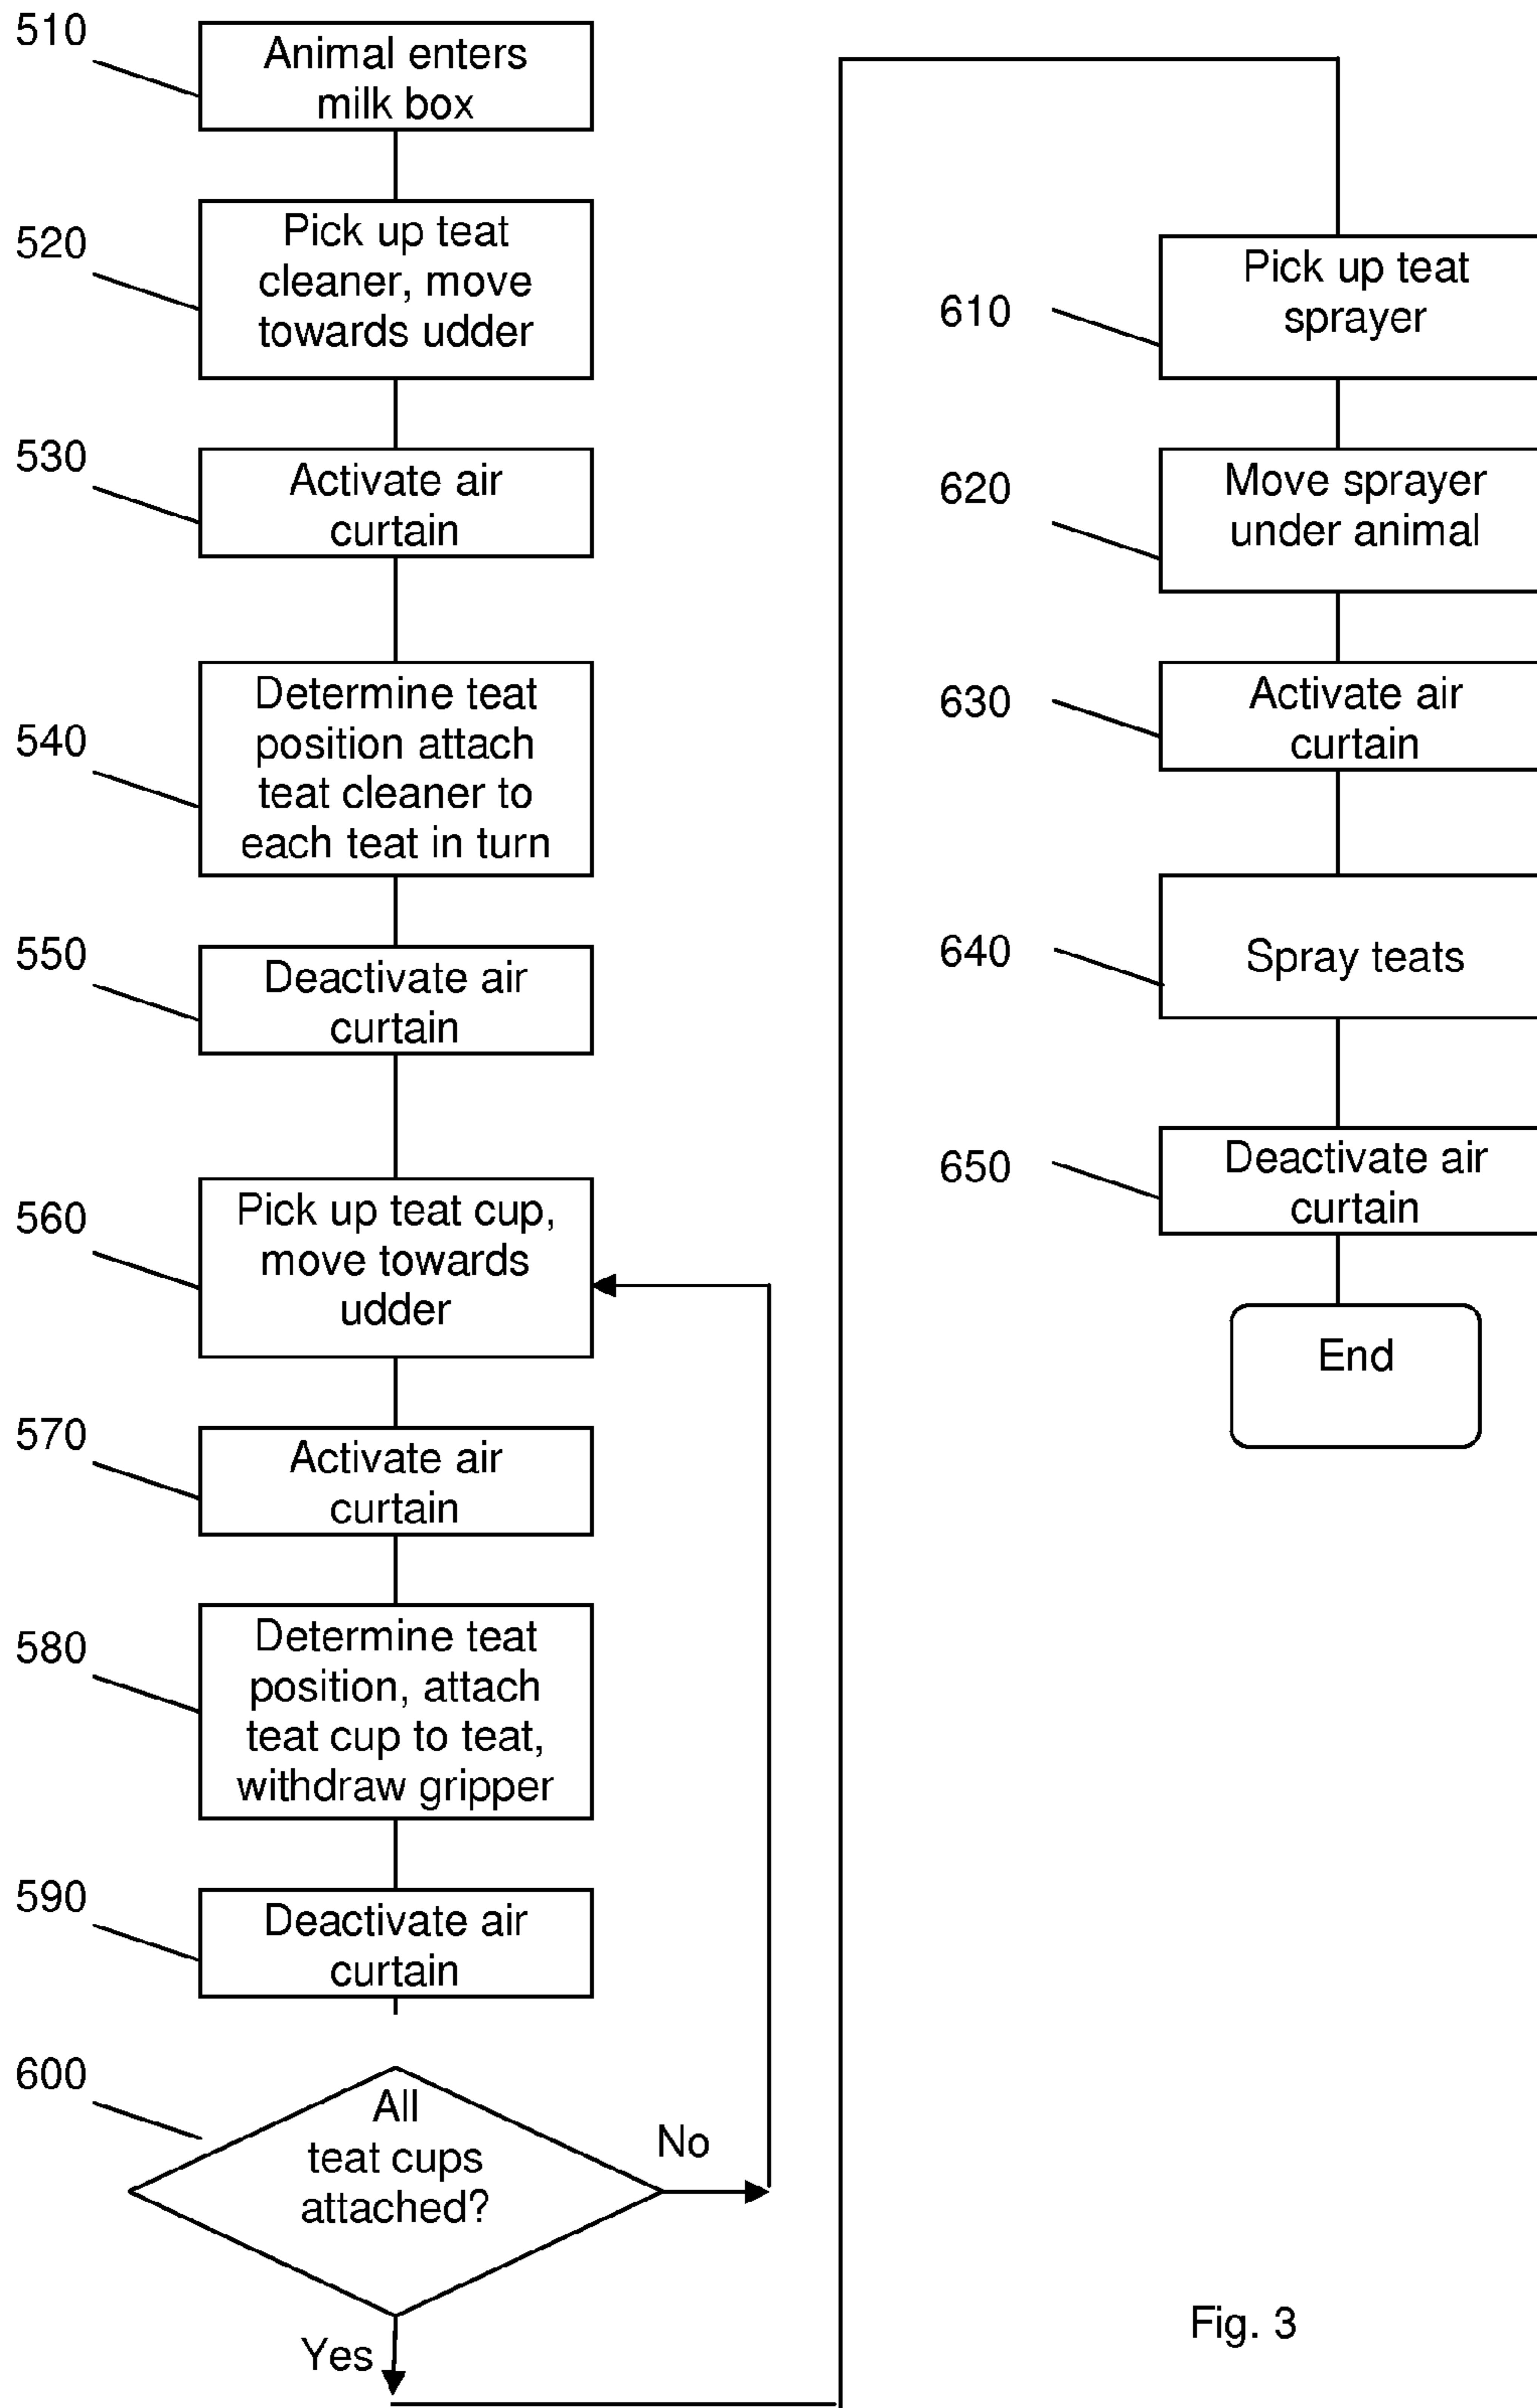 510
Animal enters
milk box
520
Pick up teat
cleaner, move
towards udder
530
Activate air
curtain
540
Determine teat
position attach
teat cleaner to
each teat in turn
550
Deactivate air
curtain
560
Pick up teat cup,
move towards
udder
570
Activate air
curtain
580
Determine teat
position, attach
teat cup to teat,
withdraw gripper
590
Deactivate air
curtain
600
All
teat cups
attached?
No
Yes
610
Pick up teat
sprayer
620
Move sprayer
under animal
630
Activate air
curtain
640
Spray teats
650
Deactivate air
curtain
End
Fig. 3